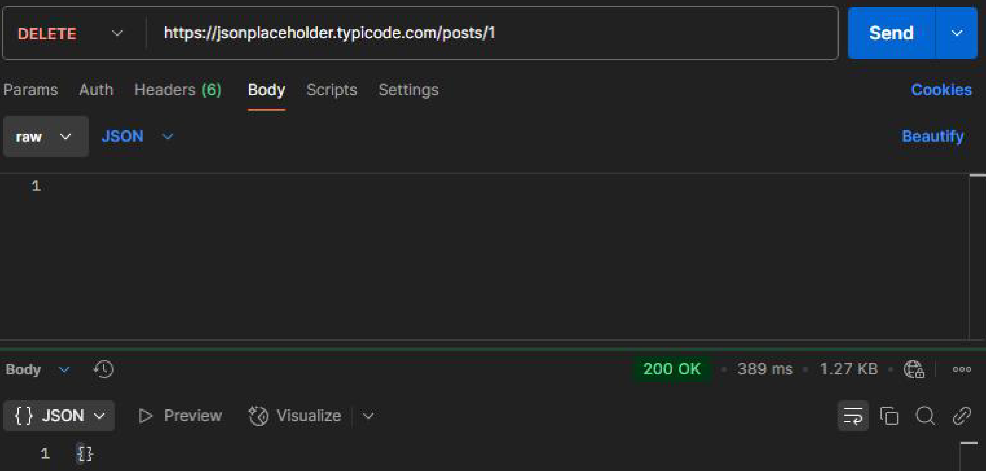 DELETE https://jsonplaceholder.typicode.com/posts/1 Send
Params Auth Headers (6) Body Scripts Settings Cookies
raw JSON Beautify
1
Body 200 OK • 389 ms • 1.27 KB •
{} JSON Preview Visualize
1 {}